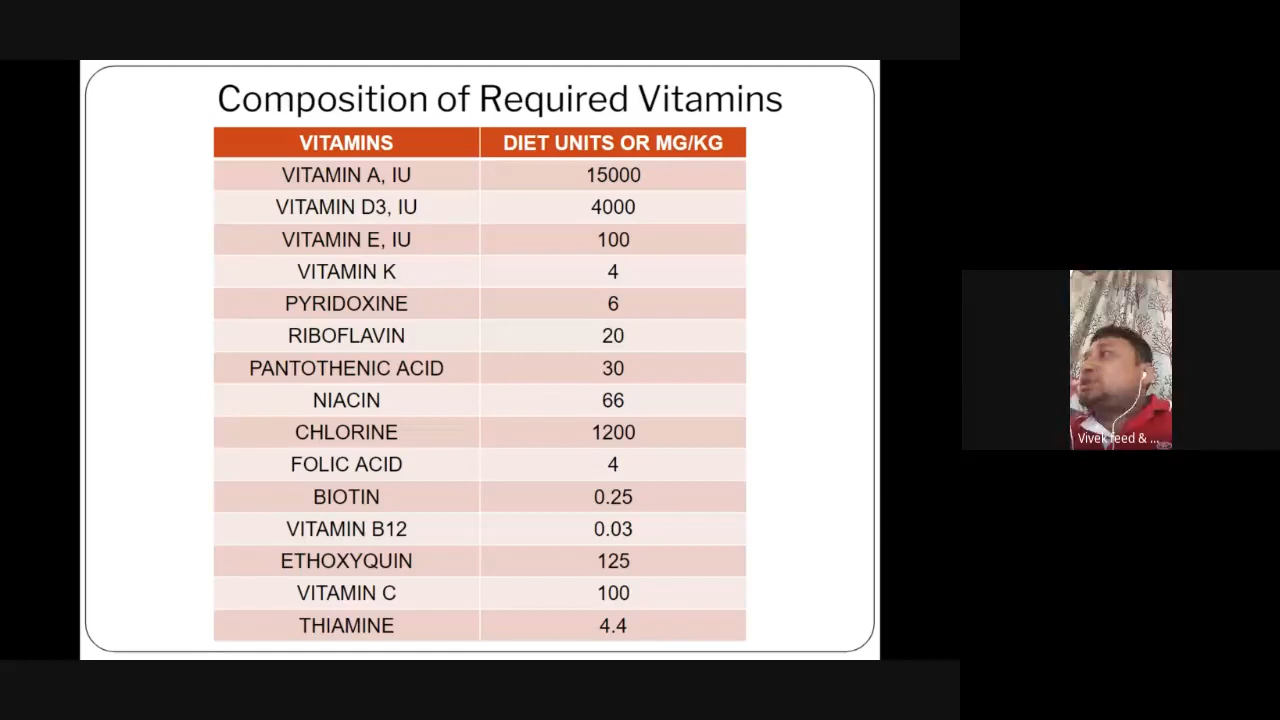 Composition of Required Vitamins
VITAMINS DIET UNITS OR MG/KG
VITAMIN A, IU 15000
VITAMIN D3, IU 4000
VITAMIN E, IU 100
VITAMIN K 4
PYRIDOXINE 6
RIBOFLAVIN 20
PANTOTHENIC ACID 30
NIACIN 66
CHLORINE 1200
FOLIC ACID 4
BIOTIN 0.25
VITAMIN B12 0.03
ETHOXYQUIN 125
VITAMIN C 100
THIAMINE 4.4
Vivek feed & ...